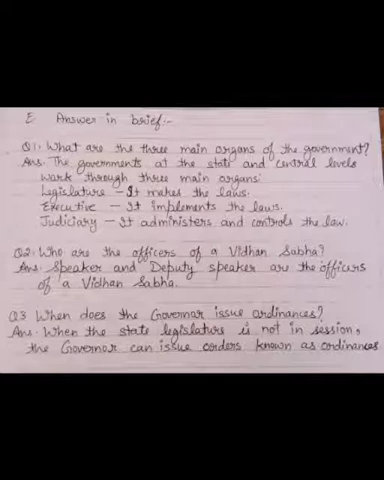 E Answer in brief:-
Q1. What are the three main organs of the government?
Ans. The governments at the state and central levels
work through three main organs:
Legislature - It makes the laws.
Executive - It implements the laws.
Judiciary - It administers and controls the law.
Q2. Who are the officers of a Vidhan Sabha?
Ans. Speaker and Deputy speaker are the officers
of a Vidhan Sabha.
Q3 When does the Governor issue ordinances?
Ans. When the state legislature is not in session,
the Governor can issue orders known as ordinances.